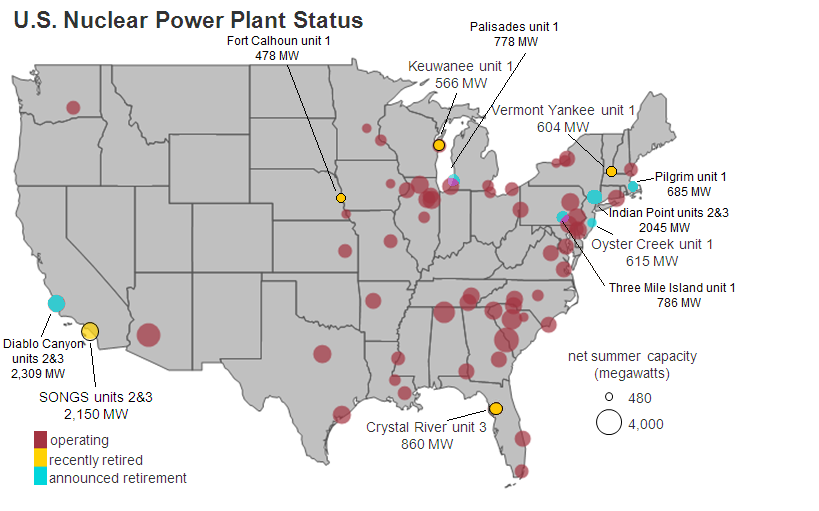 U.S. Nuclear Power Plant Status
Palisades unit 1
778 MW
Fort Calhoun unit 1
478 MW
Keuwanee unit 1
566 MW
Vermont Yankee unit 1
604 MW
Pilgrim unit 1
685 MW
Indian Point units 2&3
2045 MW
Oyster Creek unit 1
615 MW
Three Mile Island unit 1
786 MW
Diablo Canyon
units 2&3
2,309 MW
SONGS units 2&3
2,150 MW
Crystal River unit 3
860 MW
net summer capacity
(megawatts)
480
4,000
operating
recently retired
announced retirement